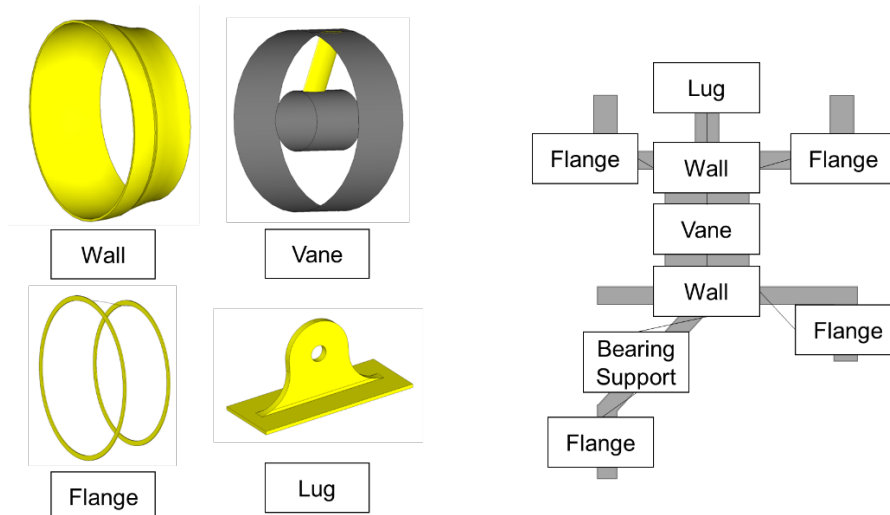 Wall
Vane
Flange
Lug
Lug
Flange
Wall
Flange
Vane
Wall
Flange
Bearing
Support
Flange